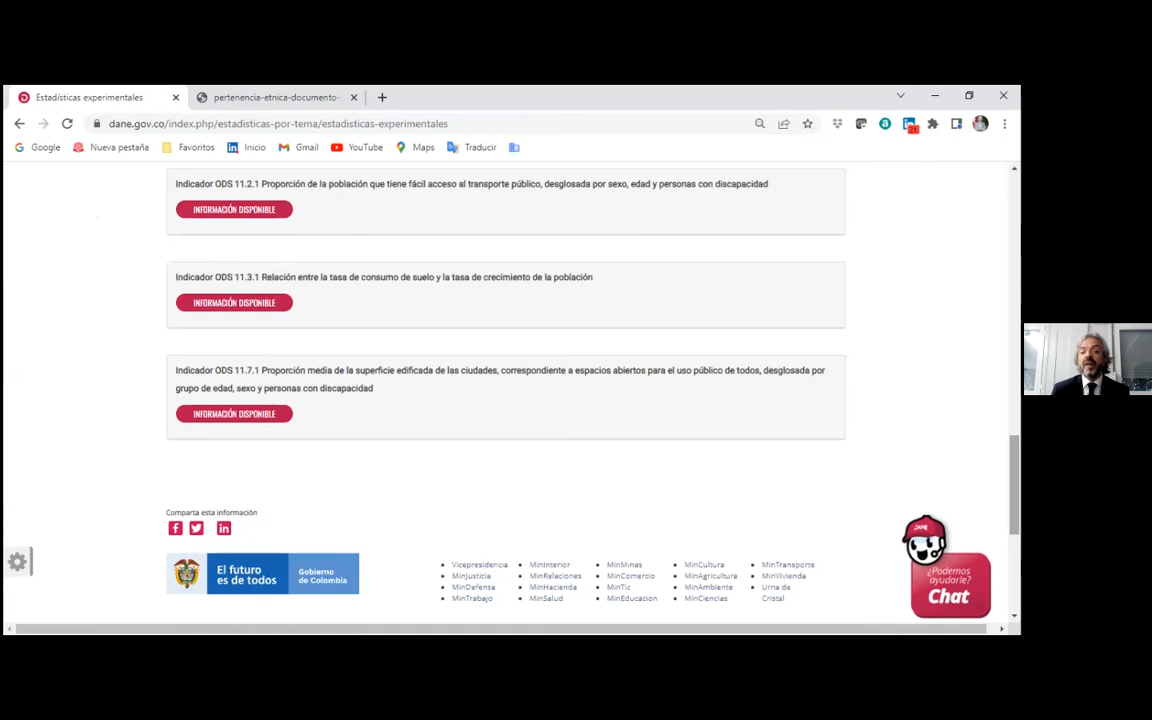 Estadísticas experimentales
pertenencia-etnica-documento-
dane.gov.co/index.php/estadisticas-por-tema/estadisticas-experimentales
21
Google Nueva pestaña Favoritos Inicio Gmail YouTube Maps Traducir
Indicador ODS 11.2.1 Proporción de la población que tiene fácil acceso al transporte público, desglosada por sexo, edad y personas con discapacidad
INFORMACIÓN DISPONIBLE
Indicador ODS 11.3.1 Relación entre la tasa de consumo de suelo y la tasa de crecimiento de la población
INFORMACIÓN DISPONIBLE
Indicador ODS 11.7.1 Proporción media de la superficie edificada de las ciudades, correspondiente a espacios abiertos para el uso público de todos, desglosada por
grupo de edad, sexo y personas con discapacidad
INFORMACIÓN DISPONIBLE
Comparta esta información
El futuro
es de todos
Gobierno
de Colombia
Vicepresidencia
MinJusticia
MinDefensa
MinTrabajo
MinInterior
MinRelaciones
MinHacienda
MinSalud
MinMinas
MinComercio
MinTic
MinEducacion
MinCultura
MinAgricultura
MinAmbiente
MinCiencias
MinTransporte
MinVivienda
Urna de
Cristal
DANE
¿Podemos
ayudarle?
Chat